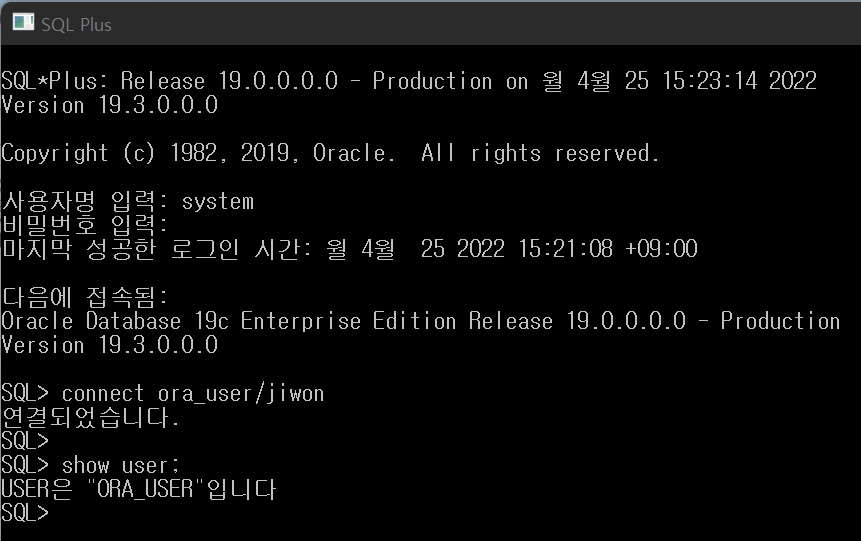 SQL Plus
SQL*Plus: Release 19.0.0.0.0 - Production on 월 4월 25 15:23:14 2022
Version 19.3.0.0.0
Copyright (c) 1982, 2019, Oracle.  All rights reserved.
사용자명 입력: system
비밀번호 입력:
마지막 성공한 로그인 시간: 월 4월  25 2022 15:21:08 +09:00
다음에 접속됨:
Oracle Database 19c Enterprise Edition Release 19.0.0.0.0 - Production
Version 19.3.0.0.0
SQL> connect ora_user/jiwon
연결되었습니다.
SQL>
SQL> show user;
USER은 "ORA_USER"입니다
SQL>